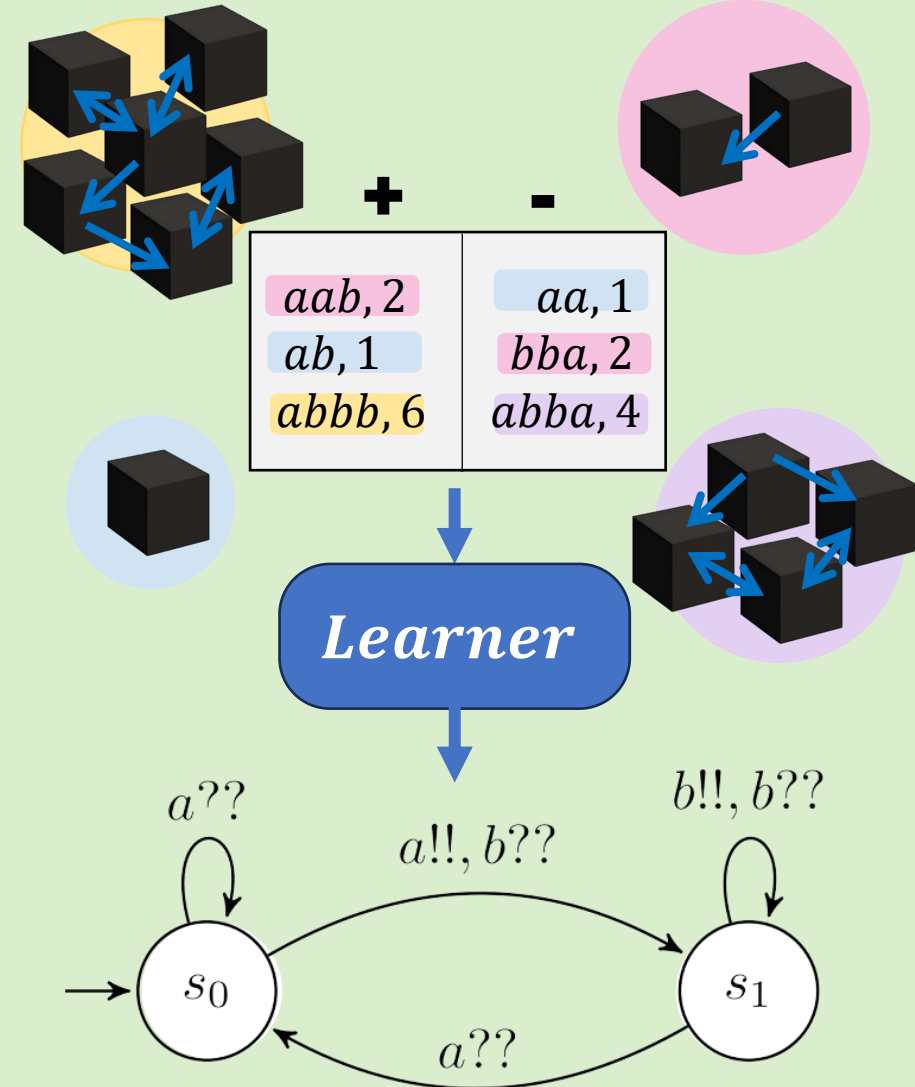 + -
aab, 2
aa, 1
ab, 1
bba, 2
abbb, 6
abba, 4
Learner
a??
a!!, b??
b!!, b??
s0
s1
a??